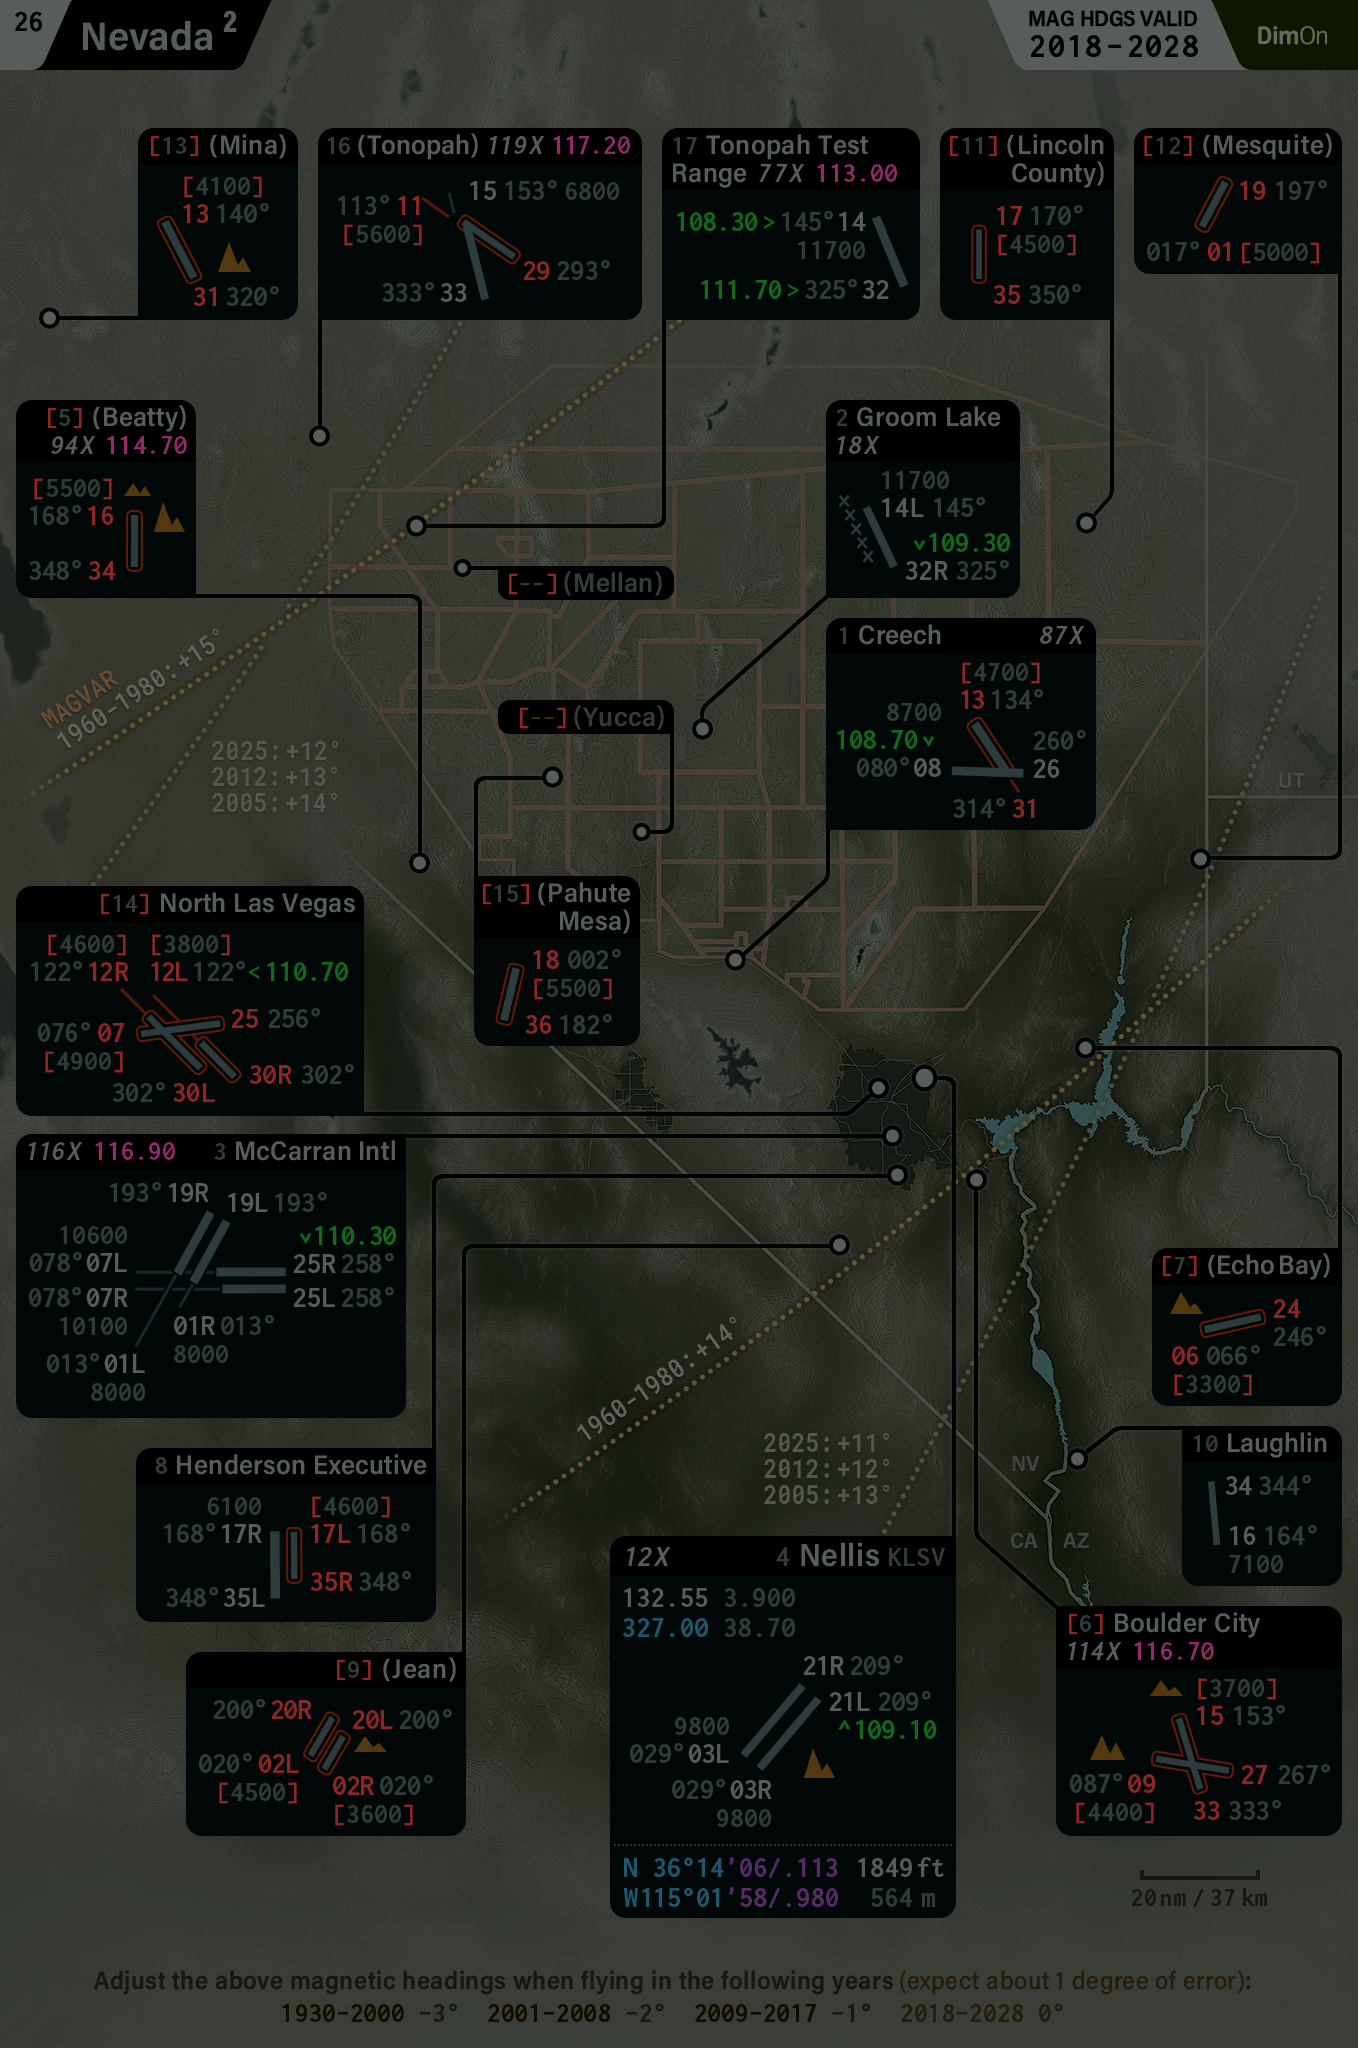 26
Nevada 2
MAG HDGS VALID
2018-2028
DimOn
[13] (Mina)
[4100]
13 140°
31 320°
16 (Tonopah) 119X 117.20
15 153° 6800
113° 11
[5600]
29 293°
333° 33
17 Tonopah Test
Range 77X 113.00
108.30 > 145° 14
11700
111.70 > 325° 32
[11] (Lincoln
County)
17 170°
[4500]
35 350°
[12] (Mesquite)
19 197°
017° 01 [5000]
[5] (Beatty)
94X 114.70
[5500]
168° 16
348° 34
2 Groom Lake
18X
11700
14L 145°
˅109.30
32R 325°
[--] (Mellan)
1 Creech 87X
[4700]
13 134°
8700
108.70˅
080° 08
260°
26
314° 31
MAGVAR
1960-1980: +15°
2025: +12°
2012: +13°
2005: +14°
[--] (Yucca)
UT
[14] North Las Vegas
[4600] [3800]
122° 12R 12L 122° < 110.70
25 256°
076° 07
[4900]
30R 302°
302° 30L
[15] (Pahute
Mesa)
18 002°
[5500]
36 182°
116X 116.90 3 McCarran Intl
193° 19R 19L 193°
10600 ˅110.30
078° 07L 25R 258°
078° 07R 25L 258°
10100 01R 013°
8000
013° 01L
8000
[7] (Echo Bay)
24
246°
06 066°
[3300]
1960-1980: +14°
2025: +11°
2012: +12°
2005: +13°
NV
CA AZ
8 Henderson Executive
6100 [4600]
168° 17R 17L 168°
35R 348°
348° 35L
10 Laughlin
34 344°
16 164°
7100
12X 4 Nellis KLSV
132.55 3.900
327.00 38.70
21R 209°
21L 209°
˄109.10
9800
029° 03L
029° 03R
9800
N 36°14'06/.113 1849 ft
W115°01'58/.980 564 m
[9] (Jean)
200° 20R
20L 200°
020° 02L
[4500]
02R 020°
[3600]
[6] Boulder City
114X 116.70
[3700]
15 153°
087° 09
[4400]
27 267°
33 333°
20 nm / 37 km
Adjust the above magnetic headings when flying in the following years (expect about 1 degree of error):
1930-2000 -3° 2001-2008 -2° 2009-2017 -1° 2018-2028 0°